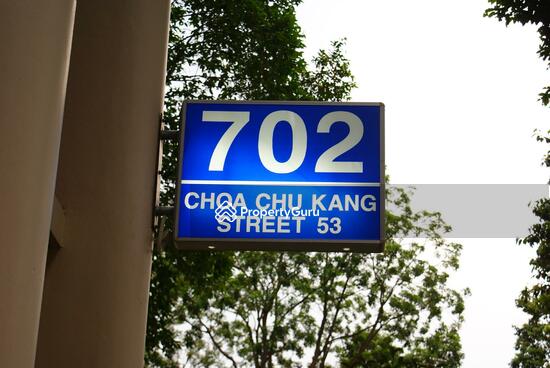 702
CHOA CHU KANG
PropertyGuru
STREET 53